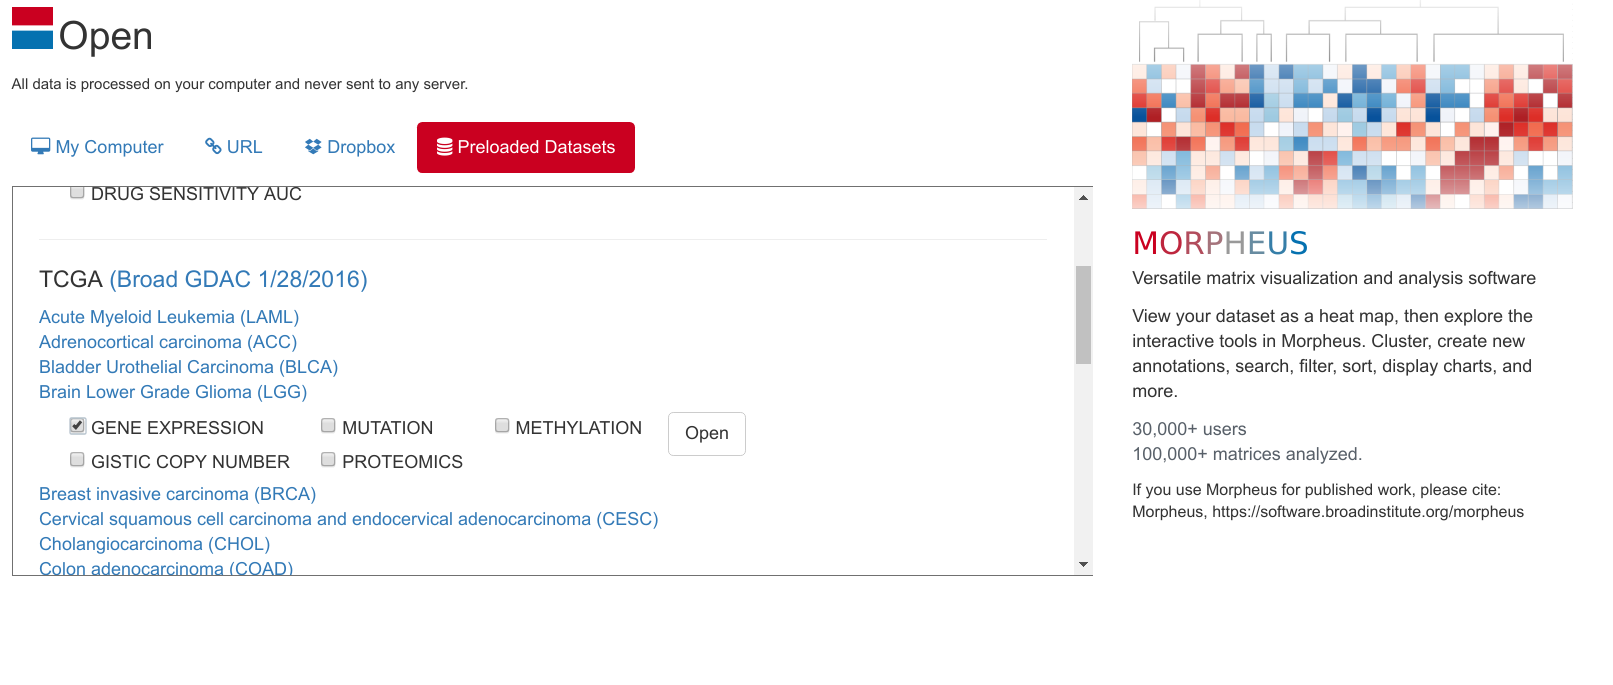 Open
All data is processed on your computer and never sent to any server.
My Computer URL Dropbox Preloaded Datasets
DRUG SENSITIVITY AUC
TCGA (Broad GDAC 1/28/2016)
Acute Myeloid Leukemia (LAML)
Adrenocortical carcinoma (ACC)
Bladder Urothelial Carcinoma (BLCA)
Brain Lower Grade Glioma (LGG)
GENE EXPRESSION MUTATION METHYLATION Open
GISTIC COPY NUMBER PROTEOMICS
Breast invasive carcinoma (BRCA)
Cervical squamous cell carcinoma and endocervical adenocarcinoma (CESC)
Cholangiocarcinoma (CHOL)
Colon adenocarcinoma (COAD)
MORPHEUS
Versatile matrix visualization and analysis software
View your dataset as a heat map, then explore the
interactive tools in Morpheus. Cluster, create new
annotations, search, filter, sort, display charts, and
more.
30,000+ users
100,000+ matrices analyzed.
If you use Morpheus for published work, please cite:
Morpheus, https://software.broadinstitute.org/morpheus